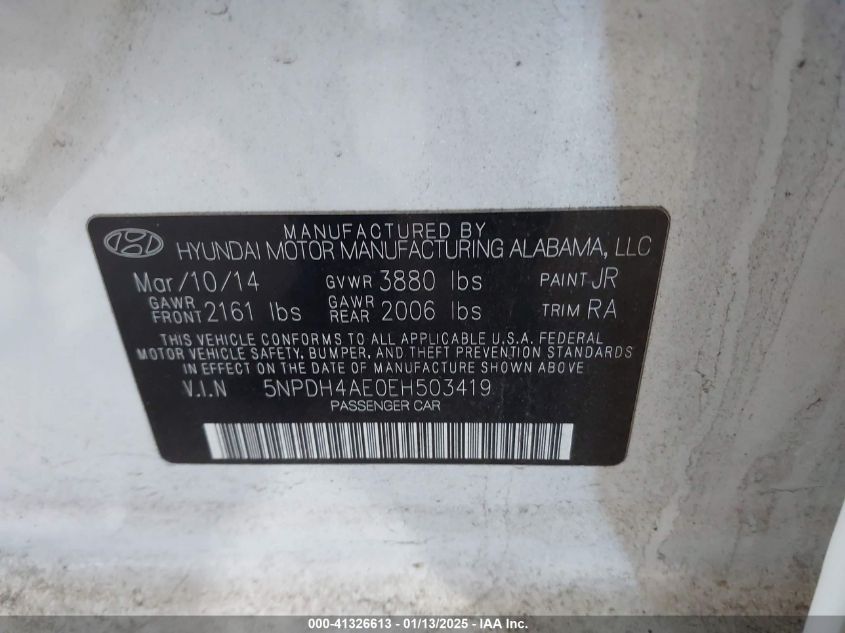 MANUFACTURED BY
HYUNDAI MOTOR MANUFACTURING ALABAMA, LLC
Mar/10/14 GVWR 3880 lbs PAINT JR
GAWR FRONT 2161 lbs GAWR REAR 2006 lbs TRIM RA
THIS VEHICLE CONFORMS TO ALL APPLICABLE U.S.A. FEDERAL
MOTOR VEHICLE SAFETY, BUMPER, AND THEFT PREVENTION STANDARDS
IN EFFECT ON THE DATE OF MANUFACTURE SHOWN ABOVE
V.I.N 5NPDH4AE0EH503419
PASSENGER CAR
000-41326613 - 01/13/2025 - IAA Inc.